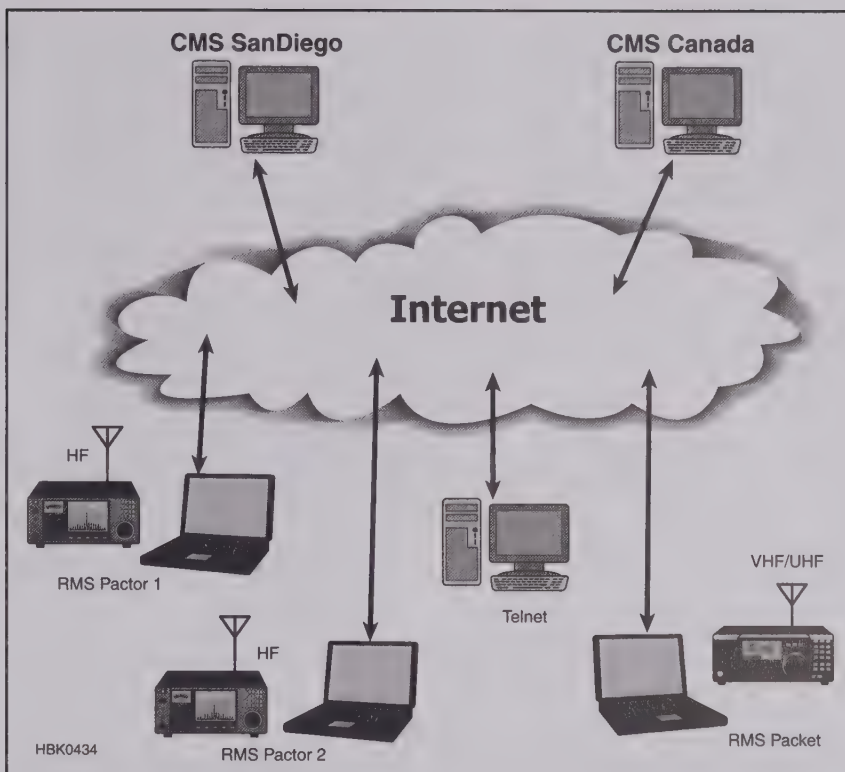 CMS SanDiego
CMS Canada
Internet
HF
RMS Pactor 1
HF
RMS Pactor 2
Telnet
VHF/UHF
RMS Packet
HBK0434